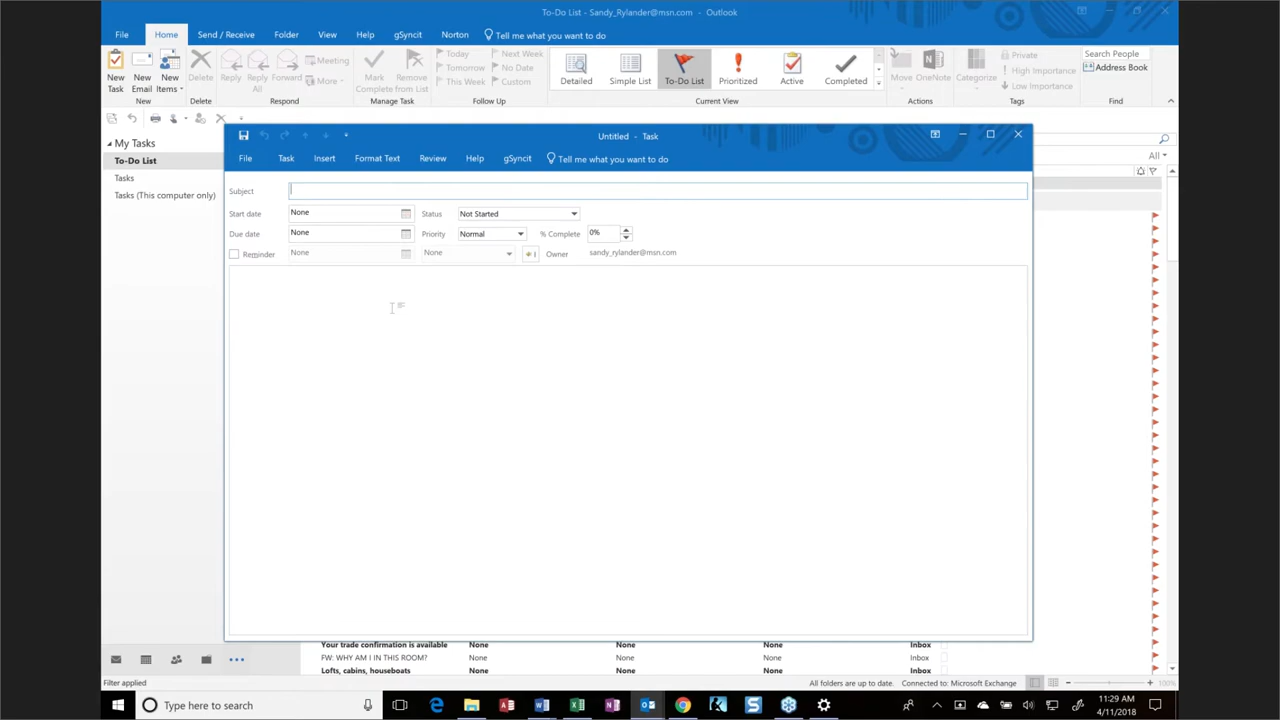 To-Do List - Sandy_Rylander@msn.com - Outlook
File Home Send / Receive Folder View Help gSyncit Norton Tell me what you want to do
New Task
New Email
New Items
Delete
Reply
Reply All
Forward
Meeting
More
Mark Complete
Remove from List
Today
Tomorrow
This Week
Next Week
No Date
Custom
Detailed
Simple List
To-Do List
Prioritized
Active
Completed
Move
OneNote
Categorize
Private
High Importance
Low Importance
Search People
Address Book
New Delete Respond Manage Task Follow Up Current View Actions Tags Find
My Tasks
To-Do List
Tasks
Tasks (This computer only)
All
Untitled - Task
File Task Insert Format Text Review Help gSyncit Tell me what you want to do
Subject
Start date None Status Not Started
Due date None Priority Normal % Complete 0%
Reminder None None Owner sandy_rylander@msn.com
Your trade confirmation is available None None None Inbox
FW: WHY AM I IN THIS ROOM? None None None Inbox
Lofts, cabins, houseboats None None None Inbox
Filter applied All folders are up to date. Connected to: Microsoft Exchange 100%
Type here to search
11:29 AM
4/11/2018